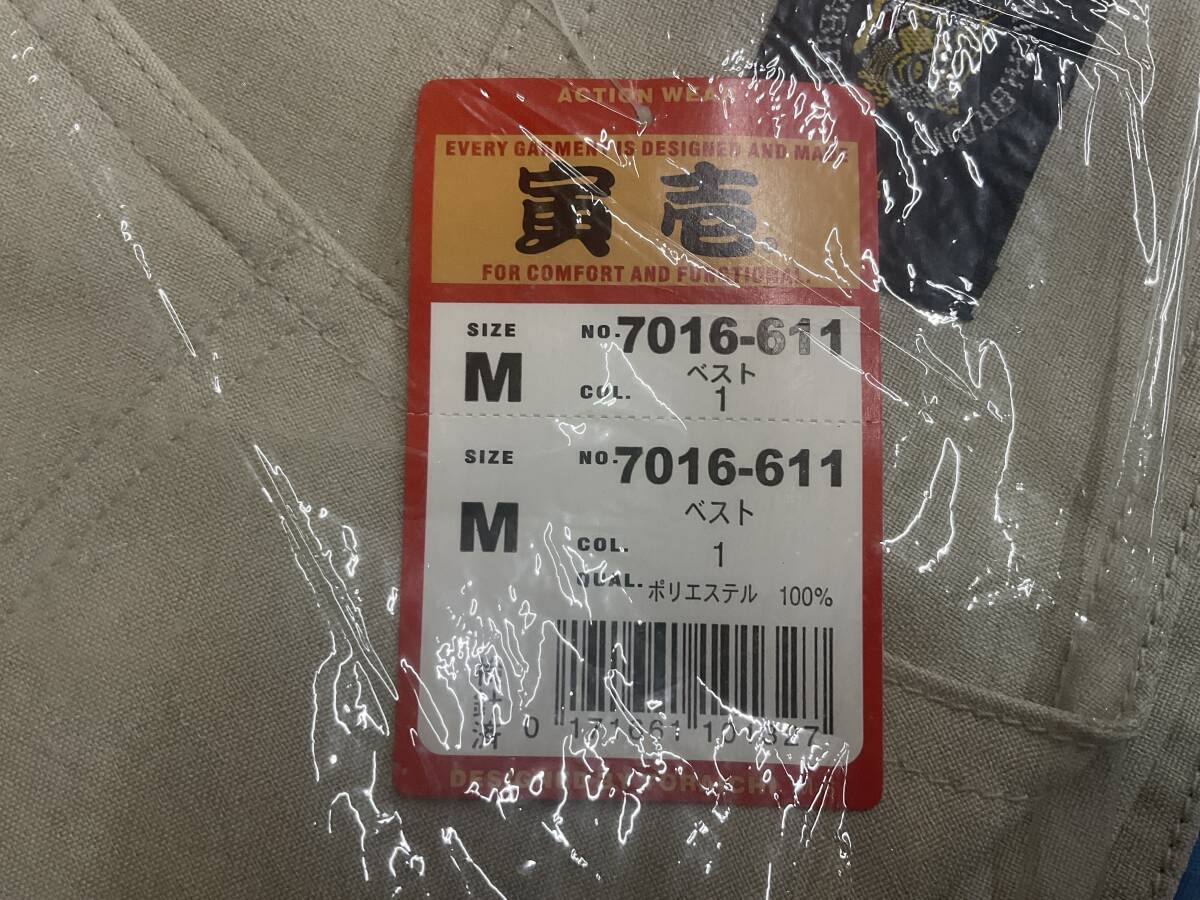 ACTION WEAR
EVERY GARMENT IS DESIGNED AND MADE
寅壱
FOR COMFORT AND FUNCTIONAL.
SIZE NO.7016-611
M ベスト
COL. 1
SIZE NO.7016-611
M ベスト
COL. 1
QUAL. ポリエステル 100%
BRAND